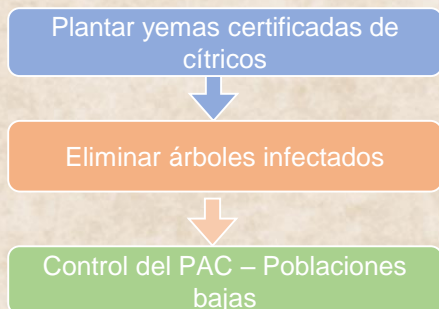 Plantar yemas certificadas de
cítricos
Eliminar árboles infectados
Control del PAC – Poblaciones
bajas